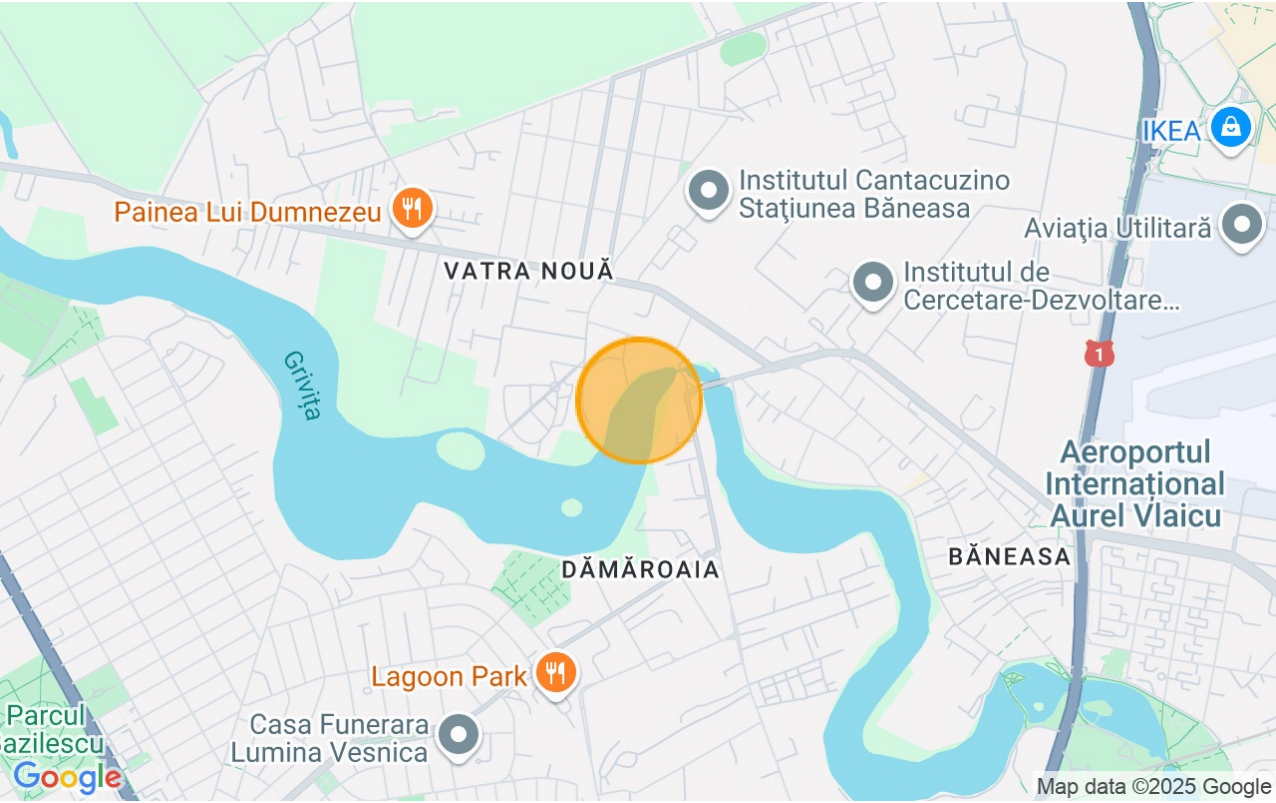 IKEA
Institutul Cantacuzino
Staţiunea Băneasa
Painea Lui Dumnezeu
Aviaţia Utilitară
VATRA NOUĂ
Institutul de
Cercetare-Dezvoltare...
1
Grivița
Aeroportul
Internațional
Aurel Vlaicu
BĂNEASA
DĂMĂROAIA
Lagoon Park
Casa Funerara
Lumina Vesnica
Parcul
Bazilescu
Google
Map data ©2025 Google